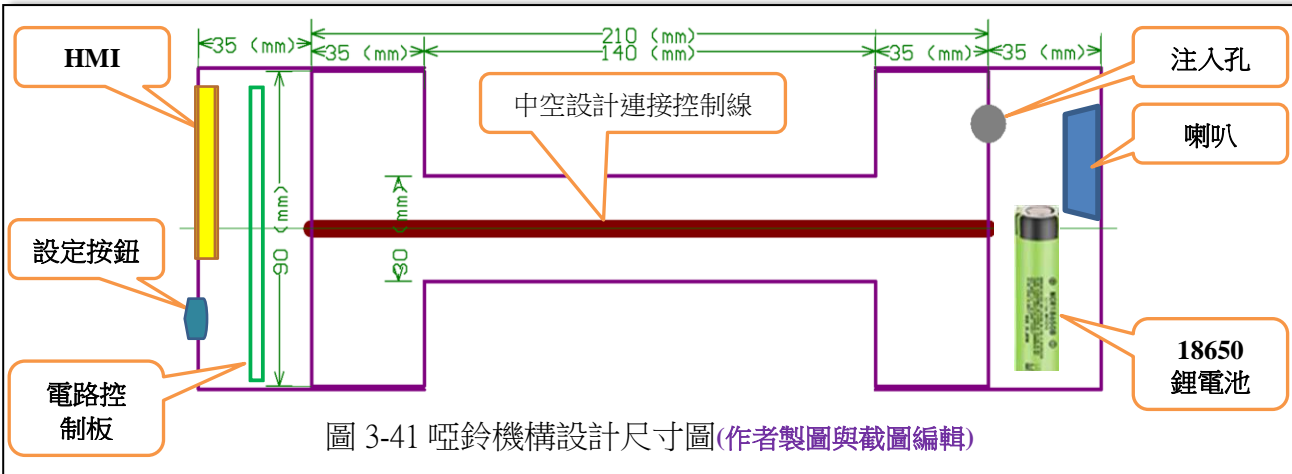 35 (mm)
210 (mm)
35 (mm)
140 (mm)
35 (mm)
35 (mm)
HMI
中空設計連接控制線
注入孔
喇叭
90 (mm)
30 (mm)
設定按鈕
電路控
制板
18650
鋰電池
圖 3-41 啞鈴機構設計尺寸圖(作者製圖與截圖編輯)